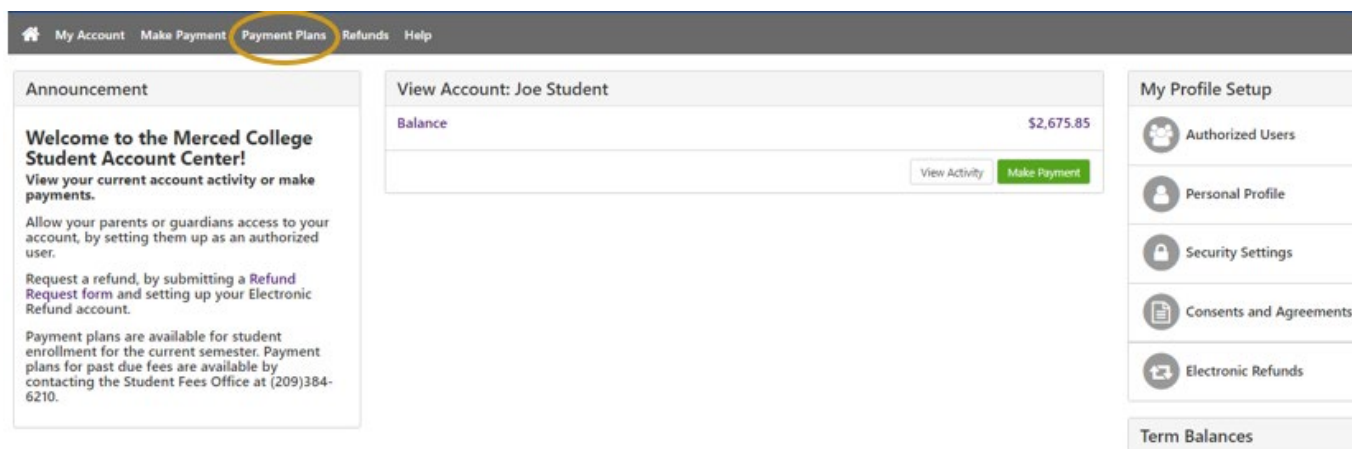 My Account Make Payment Payment Plans Refunds Help
Announcement
Welcome to the Merced College
Student Account Center!
View your current account activity or make
payments.
Allow your parents or guardians access to your
account, by setting them up as an authorized
user.
Request a refund, by submitting a Refund
Request form and setting up your Electronic
Refund account.
Payment plans are available for student
enrollment for the current semester. Payment
plans for past due fees are available by
contacting the Student Fees Office at (209)384-
6210.
View Account: Joe Student
Balance $2,675.85
View Activity Make Payment
My Profile Setup
Authorized Users
Personal Profile
Security Settings
Consents and Agreements
Electronic Refunds
Term Balances